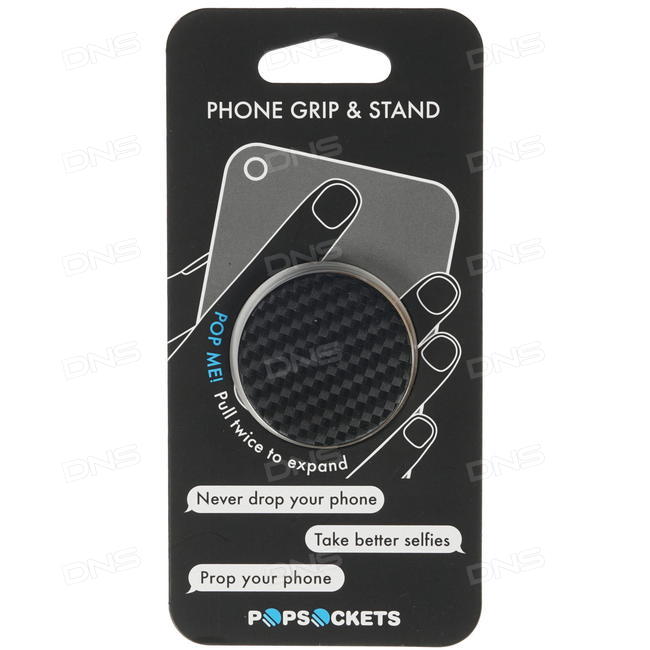 PHONE GRIP & STAND
POP ME! Pull twice to expand
Never drop your phone
Take better selfies
Prop your phone
POPSOCKETS
DNS